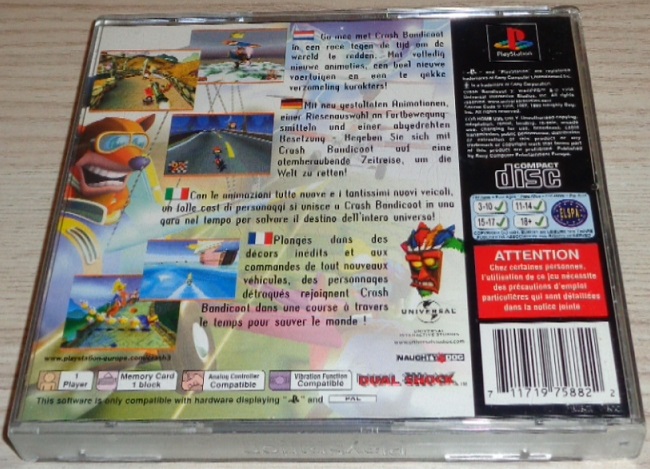 Ga mee met Crash Bandicoot
in een race tegen de tijd om de
wereld te redden. Met volledig
nieuwe animaties, een heel nieuwe
voertuigen en een te gekke
verzameling karakters!
Mit neu gestalteten Animationen,
einer Riesenauswahl an Fortbewegung-
smitteln und einer abgedrehten
Besetzung - Begeben Sie sich mit
Crash Bandicoot auf eine
atemberaubende Zeitreise, um die
Welt zu retten!
Con le animazioni tutte nuove e i tantissimi nuovi veicoli,
un folle cast di personaggi si unisce a Crash Bandicoot in una
gara nel tempo per salvare il destino dell'intero universo!
Plongés dans des
décors inédits et aux
commandes de tout nouveaux
véhicules, des personnages
détraqués rejoignent Crash
Bandicoot dans une course à travers
le temps pour sauver le monde !
www.playstation-europe.com/crash3
UNIVERSAL
NAUGHTY DOG
1
Player
Memory Card
1 block
Analog Controller
Compatible
Vibration Function
Compatible
DUAL SHOCK™
This software is only compatible with hardware displaying "PS" and PAL
PlayStation
COMPACT
disc
3-10
11-14
15-17
18+
ELSPA
ATTENTION
Chez certaines personnes,
l'utilisation de ce jeu nécessite
des précautions d'emploi
particulières qui sont détaillées
dans la notice jointe
7 11719 75882 2